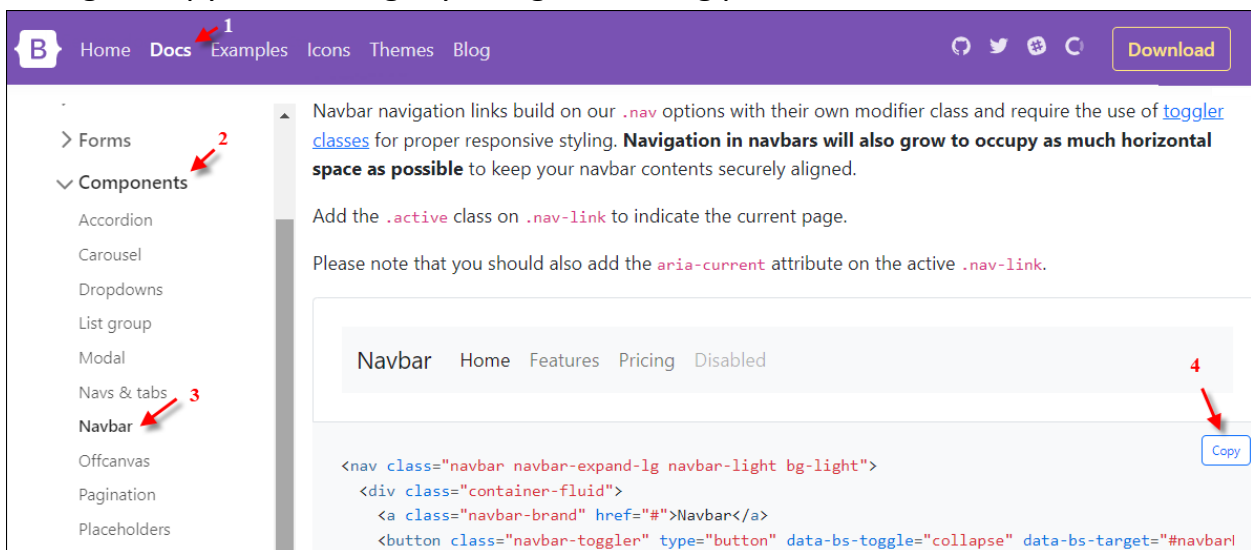 1
B Home Docs Examples Icons Themes Blog Download
Forms
2
Components
Accordion
Carousel
Dropdowns
List group
Modal
Navs & tabs
3
Navbar
Offcanvas
Pagination
Placeholders
Navbar navigation links build on our .nav options with their own modifier class and require the use of toggler
classes for proper responsive styling. Navigation in navbars will also grow to occupy as much horizontal
space as possible to keep your navbar contents securely aligned.
Add the .active class on .nav-link to indicate the current page.
Please note that you should also add the aria-current attribute on the active .nav-link.
Navbar Home Features Pricing Disabled
4
Copy
<nav class="navbar navbar-expand-lg navbar-light bg-light">
<div class="container-fluid">
<a class="navbar-brand" href="#">Navbar</a>
<button class="navbar-toggler" type="button" data-bs-toggle="collapse" data-bs-target="#navbar